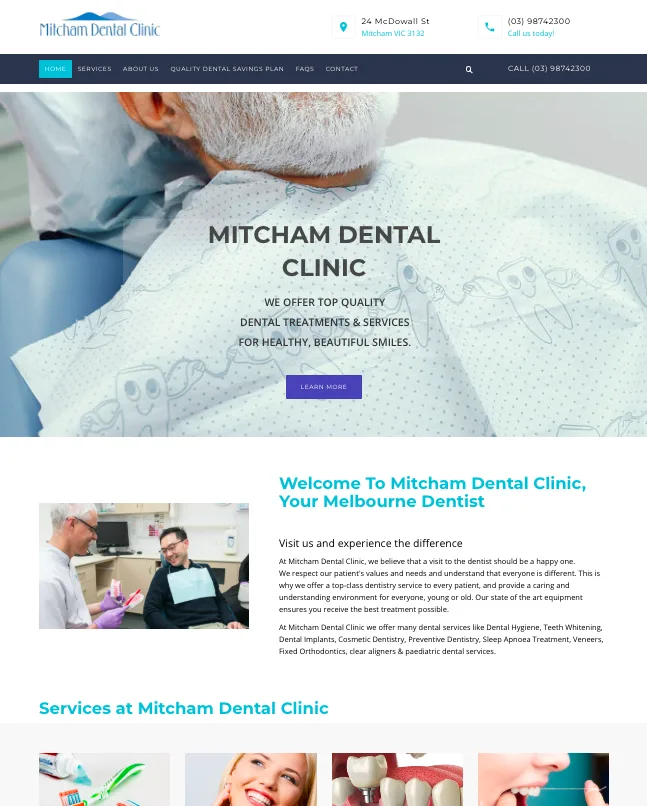 Mitcham Dental Clinic
24 McDowall St
Mitcham VIC 3132
(03) 98742300
Call us today!
HOME SERVICES ABOUT US QUALITY DENTAL SAVINGS PLAN FAQS CONTACT CALL (03) 98742300
MITCHAM DENTAL
CLINIC
WE OFFER TOP QUALITY
DENTAL TREATMENTS & SERVICES
FOR HEALTHY, BEAUTIFUL SMILES.
LEARN MORE
Welcome To Mitcham Dental Clinic,
Your Melbourne Dentist
Visit us and experience the difference
At Mitcham Dental Clinic, we believe that a visit to the dentist should be a happy one.
We respect our patient's values and needs and understand that everyone is different. This is
why we offer a top-class dentistry service to every patient, and provide a caring and
understanding environment for everyone, young or old. Our state of the art equipment
ensures you receive the best treatment possible.
At Mitcham Dental Clinic we offer many dental services like Dental Hygiene, Teeth Whitening,
Dental Implants, Cosmetic Dentistry, Preventive Dentistry, Sleep Apnoea Treatment, Veneers,
Fixed Orthodontics, clear aligners & paediatric dental services.
Services at Mitcham Dental Clinic